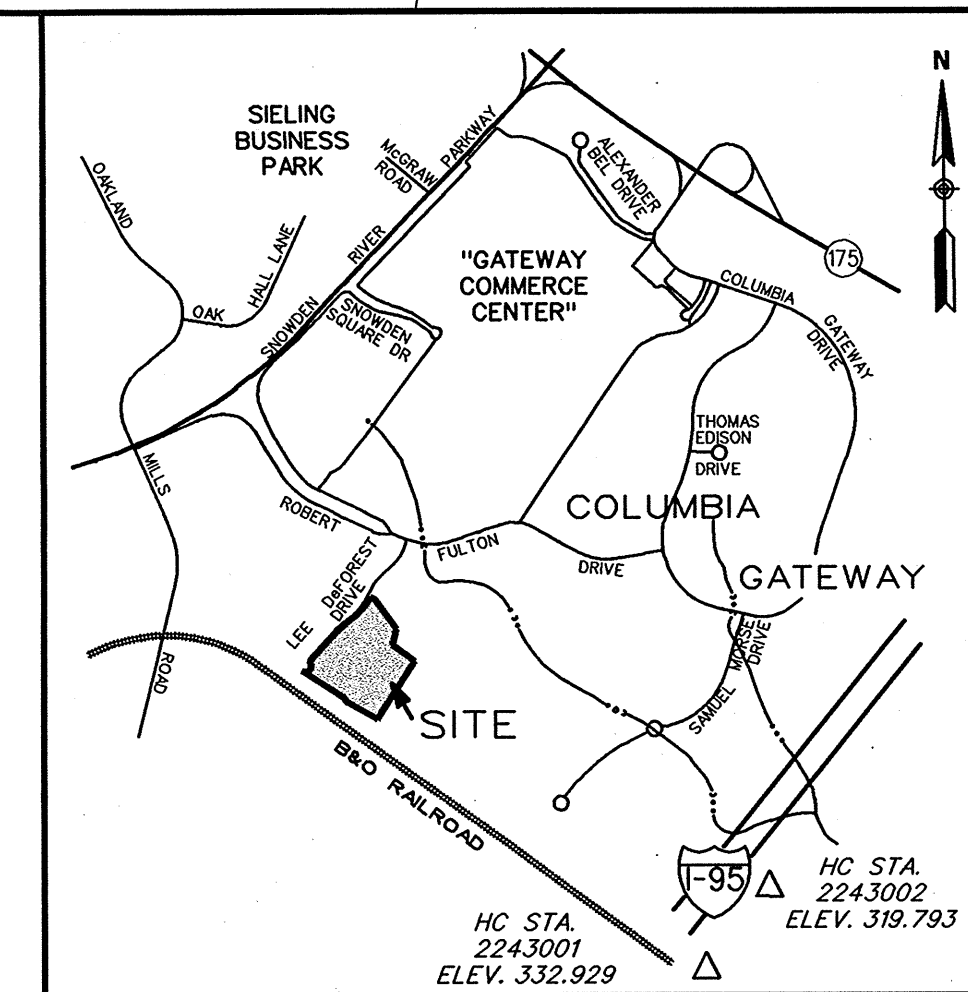 N
SIELING
BUSINESS
PARK
McGRAW
ROAD
PARKWAY
ALEXANDER
BEL DRIVE
OAKLAND
HALL LANE
RIVER
"GATEWAY
COMMERCE
CENTER"
175
COLUMBIA
OAK
SNOWDEN
SNOWDEN
SQUARE DR
GATEWAY
DRIVE
THOMAS
EDISON
DRIVE
MILLS
ROBERT
COLUMBIA
FULTON
DRIVE
GATEWAY
LEE DeFOREST
DRIVE
ROAD
SAMUEL MORSE
DRIVE
SITE
B&O RAILROAD
I-95
HC STA.
2243002
ELEV. 319.793
HC STA.
2243001
ELEV. 332.929